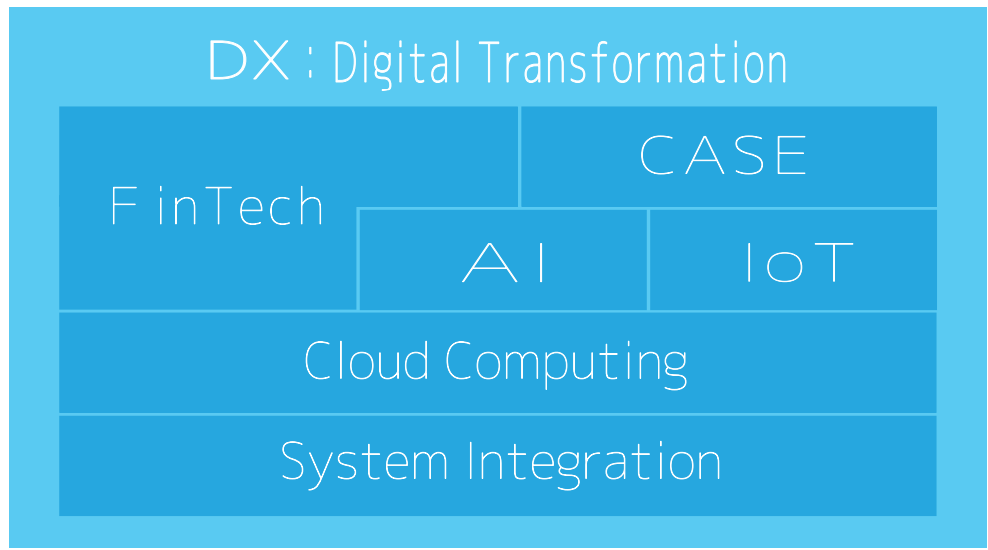 DX：Digital Transformation
CASE
FinTech
AI
IoT
Cloud Computing
System Integration